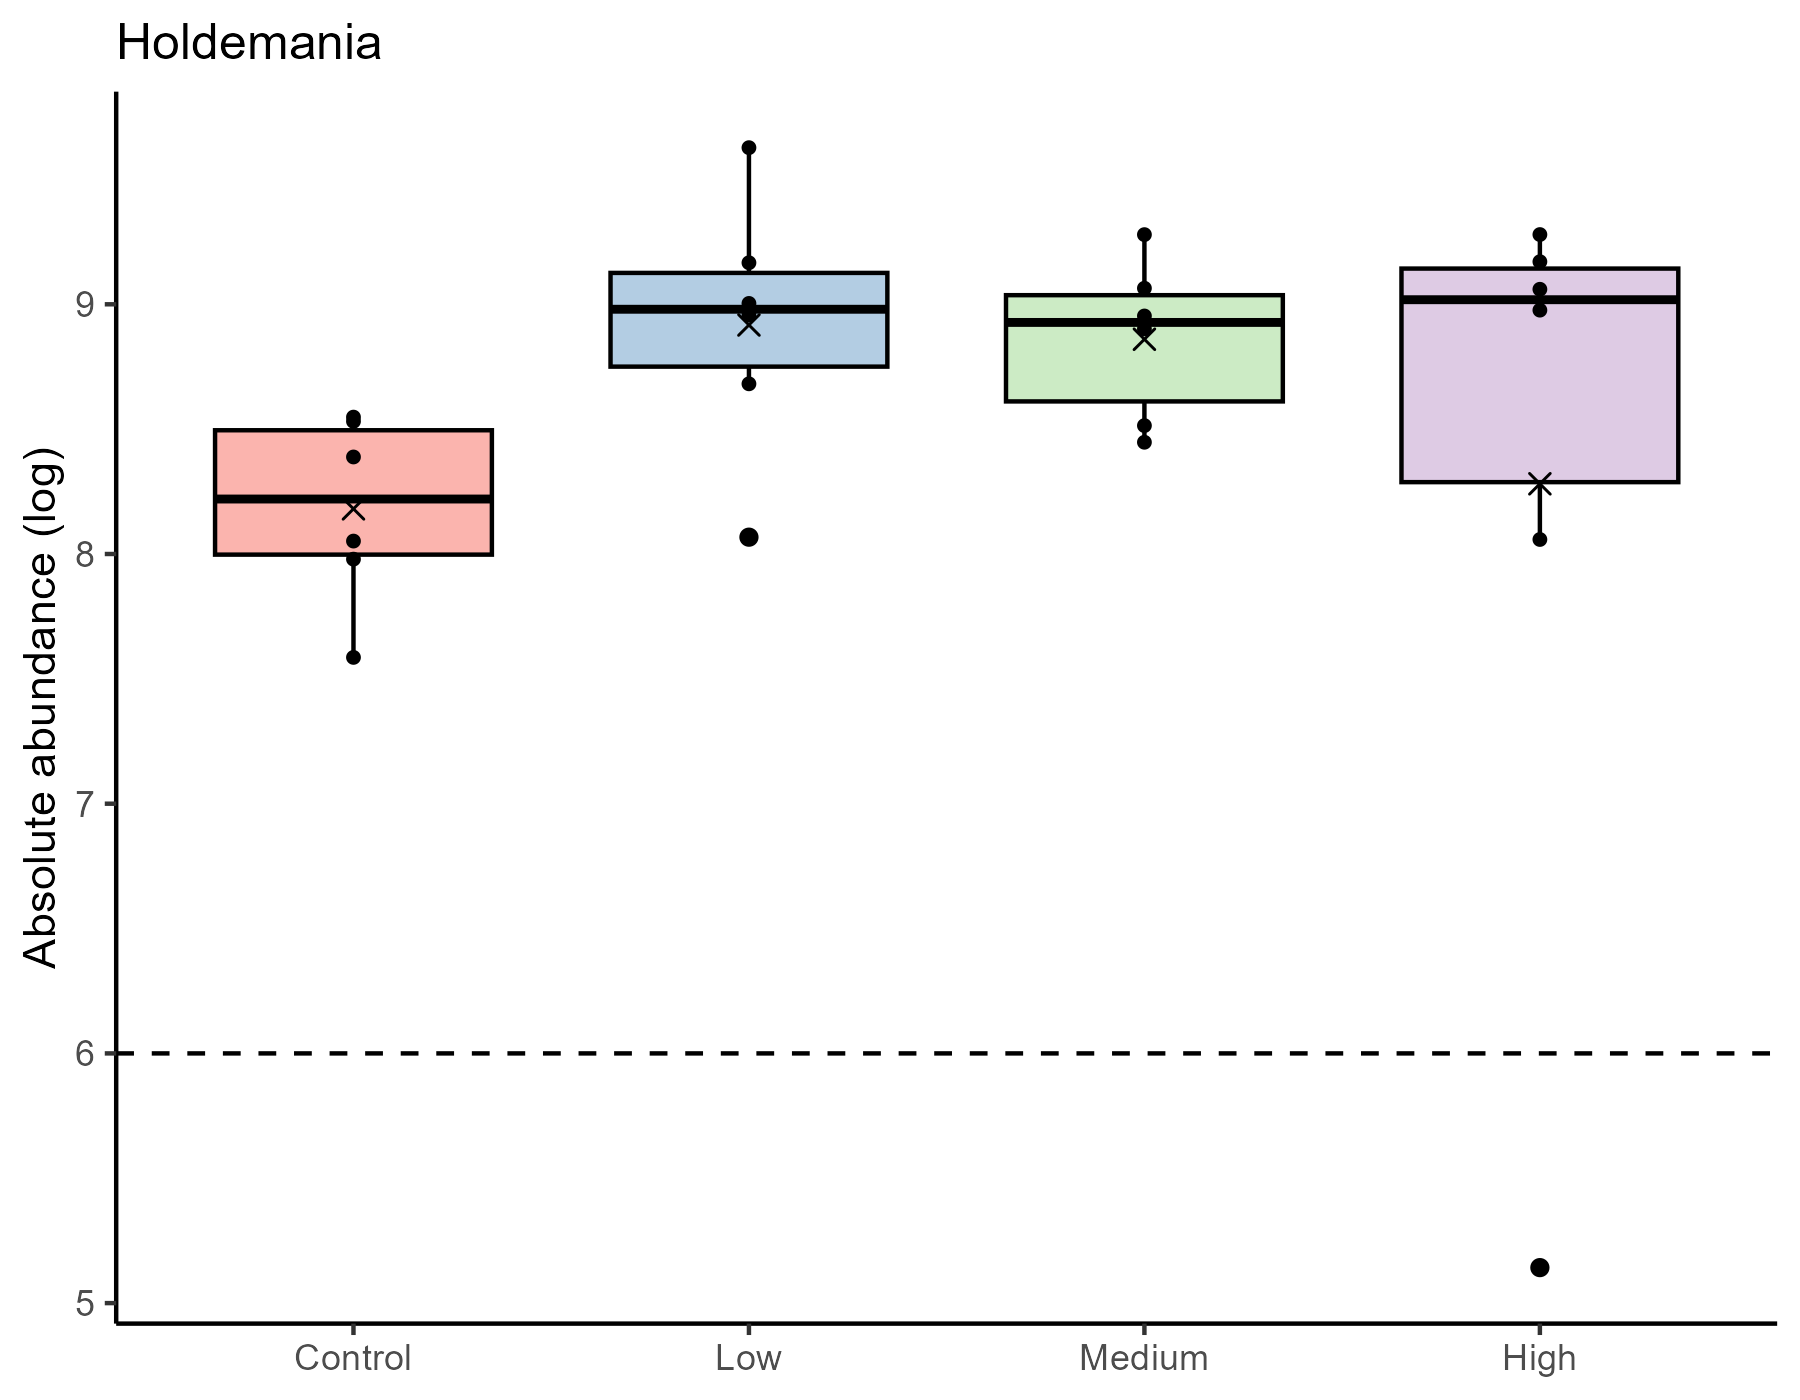 Holdemania
Absolute abundance (log)
9
8
7
6
5
Control
Low
Medium
High